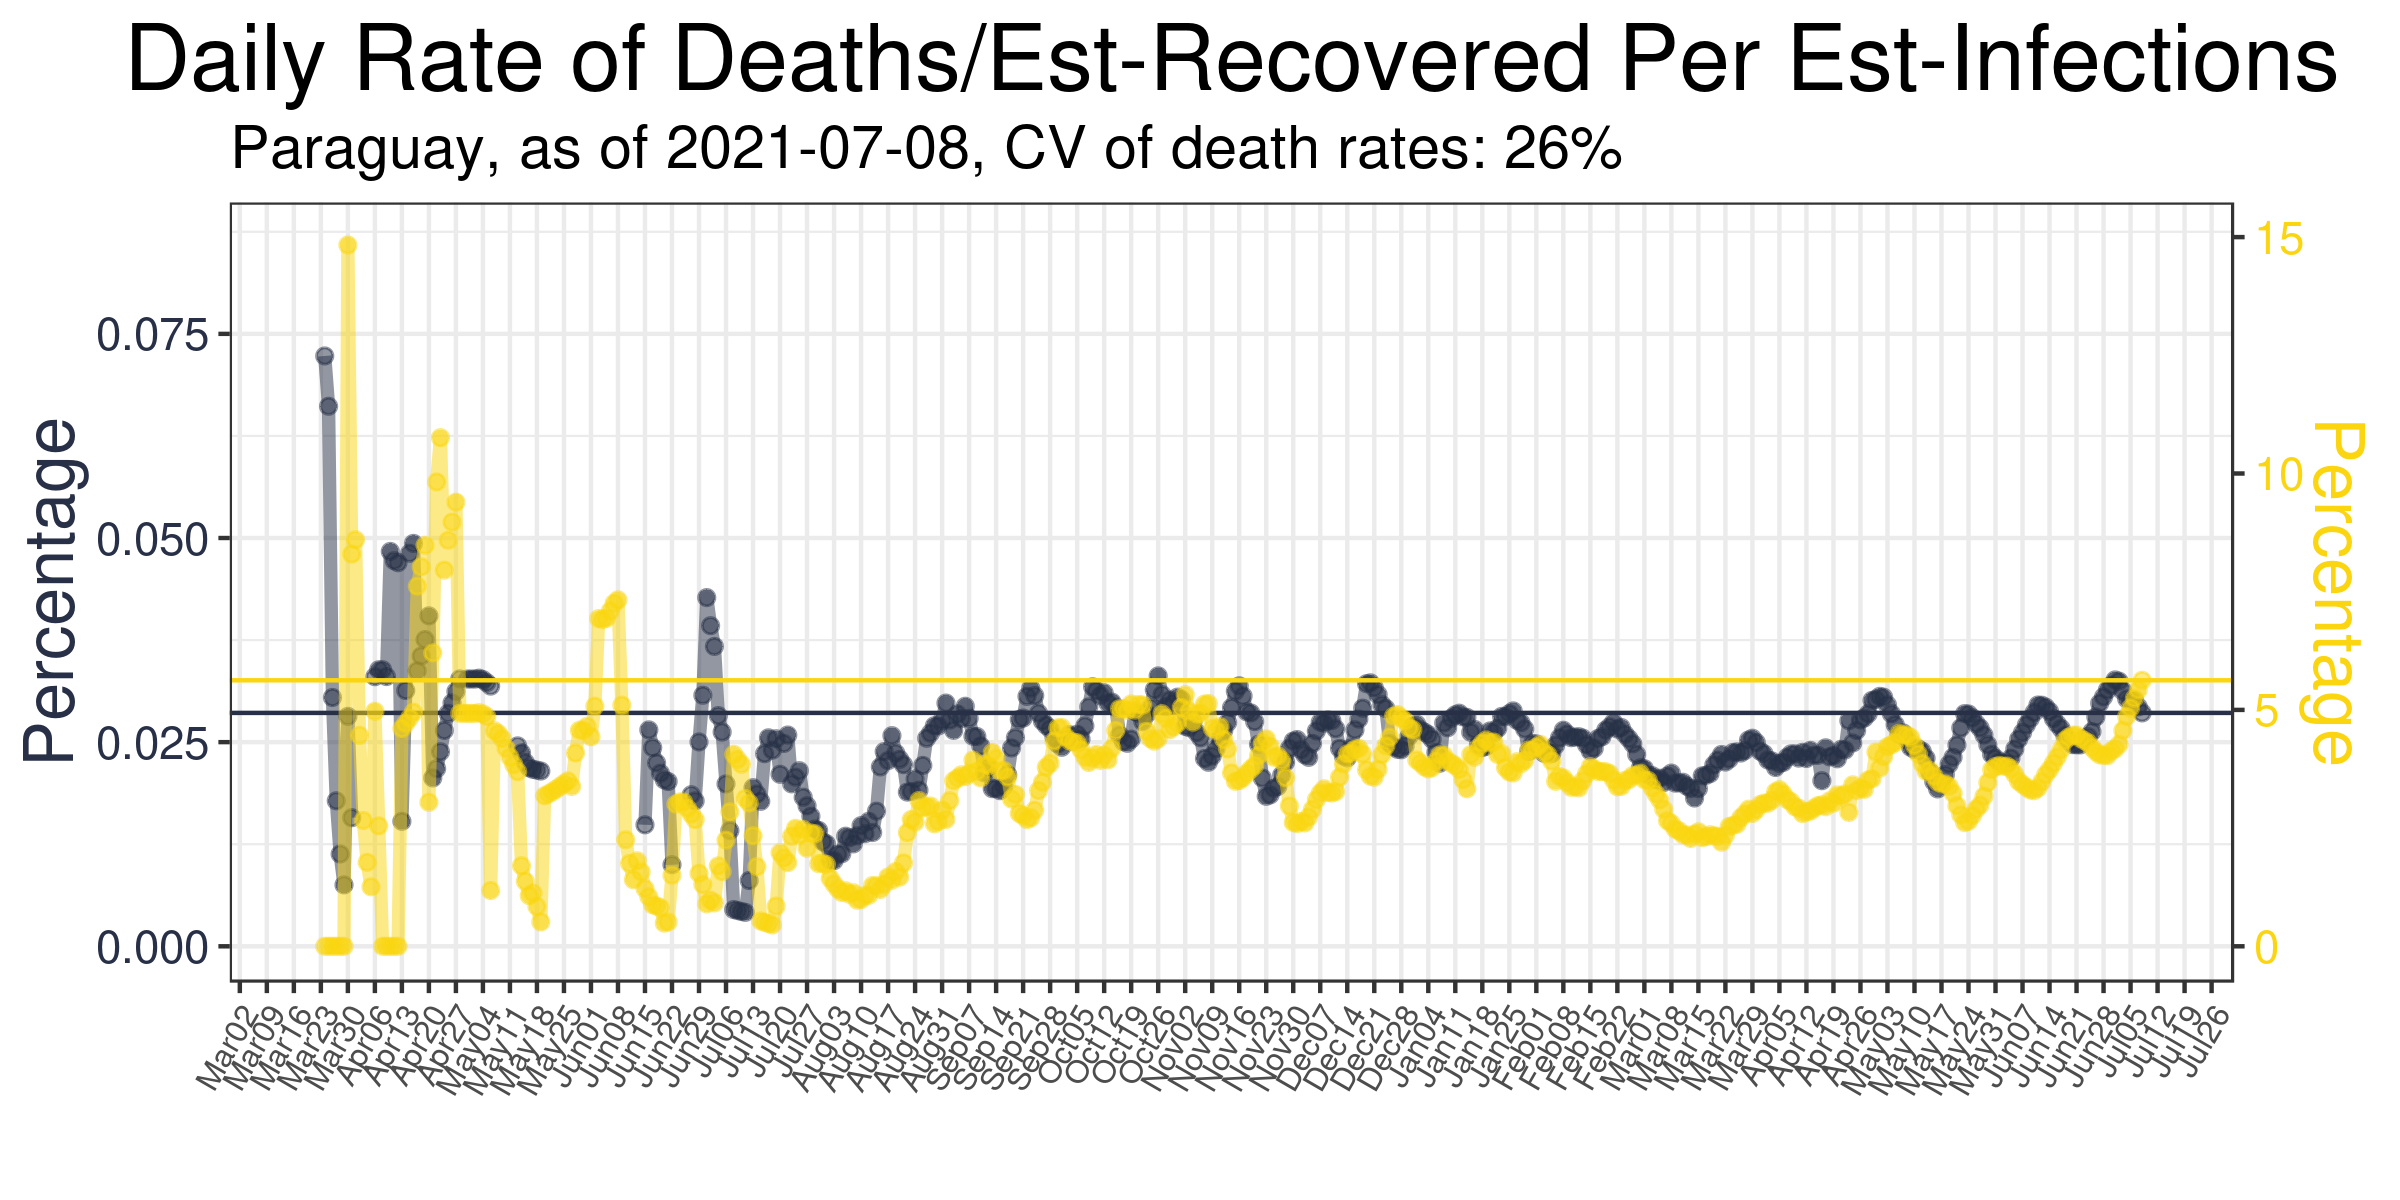 Daily Rate of Deaths/Est-Recovered Per Est-Infections
Paraguay, as of 2021-07-08, CV of death rates: 26%
Percentage
0.075
0.050
0.025
0.000
15
10
5
0
Percentage
Mar02
Mar09
Mar16
Mar23
Mar30
Apr06
Apr13
Apr20
Apr27
May04
May11
May18
May25
Jun01
Jun08
Jun15
Jun22
Jun29
Jul06
Jul13
Jul20
Jul27
Aug03
Aug10
Aug17
Aug24
Aug31
Sep07
Sep14
Sep21
Sep28
Oct05
Oct12
Oct19
Oct26
Nov02
Nov09
Nov16
Nov23
Nov30
Dec07
Dec14
Dec21
Dec28
Jan04
Jan11
Jan18
Jan25
Feb01
Feb08
Feb15
Feb22
Mar01
Mar08
Mar15
Mar22
Mar29
Apr05
Apr12
Apr19
Apr26
May03
May10
May17
May24
May31
Jun07
Jun14
Jun21
Jun28
Jul05
Jul12
Jul19
Jul26